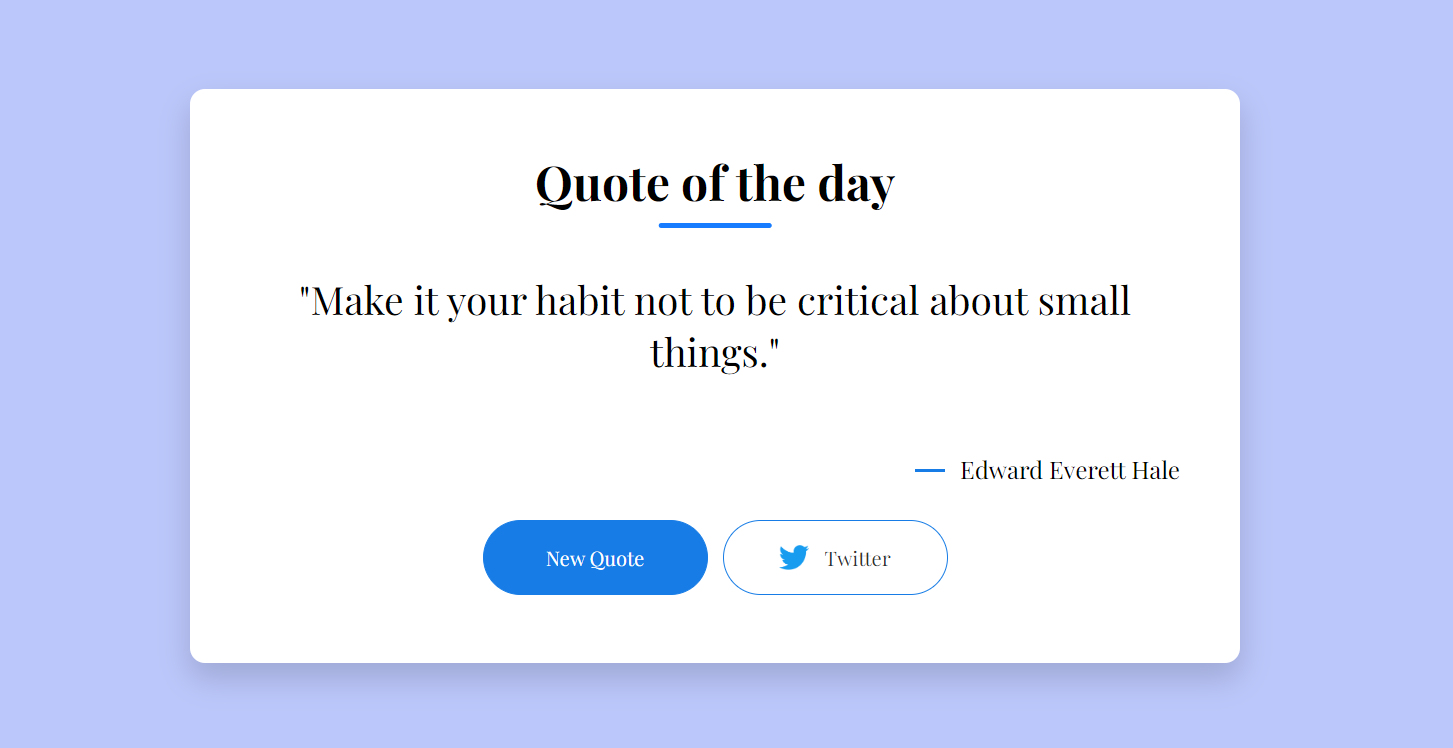 Quote of the day
"Make it your habit not to be critical about small
things."
Edward Everett Hale
New Quote
Twitter